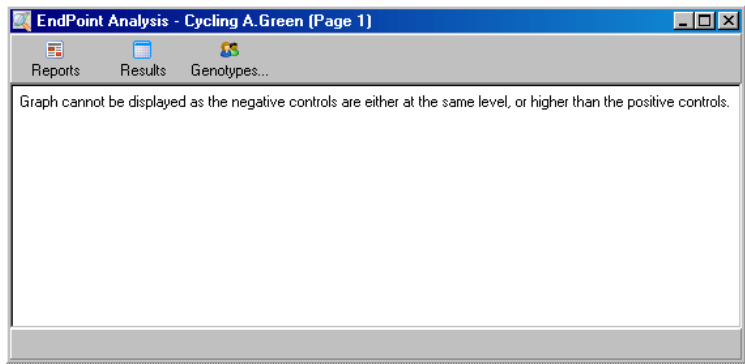 EndPoint Analysis - Cycling A.Green (Page 1)
Reports Results Genotypes...
Graph cannot be displayed as the negative controls are either at the same level, or higher than the positive controls.